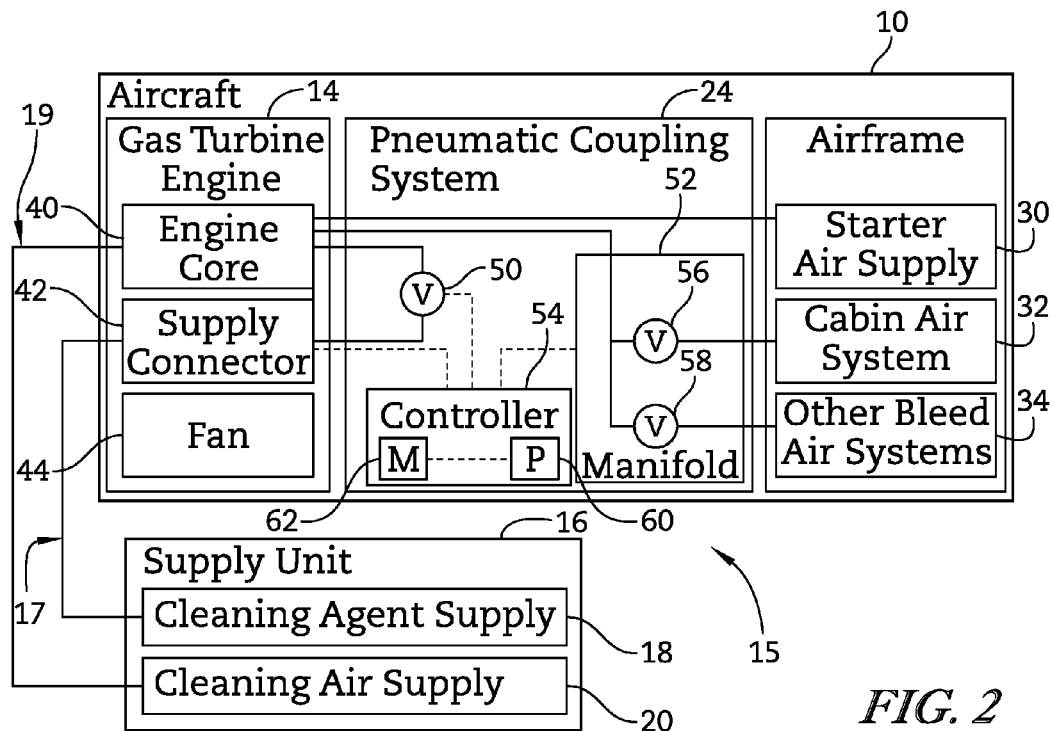 10
Aircraft
14
24
19
Gas Turbine
Engine
Pneumatic Coupling
System
Airframe
52
40
Engine
Core
50
V
56
V
Starter
Air Supply
30
42
Supply
Connector
54
58
V
Cabin Air
System
32
44
Fan
Controller
M
P
Manifold
Other Bleed
Air Systems
34
62
60
16
17
Supply Unit
Cleaning Agent Supply
18
15
Cleaning Air Supply
20
FIG. 2